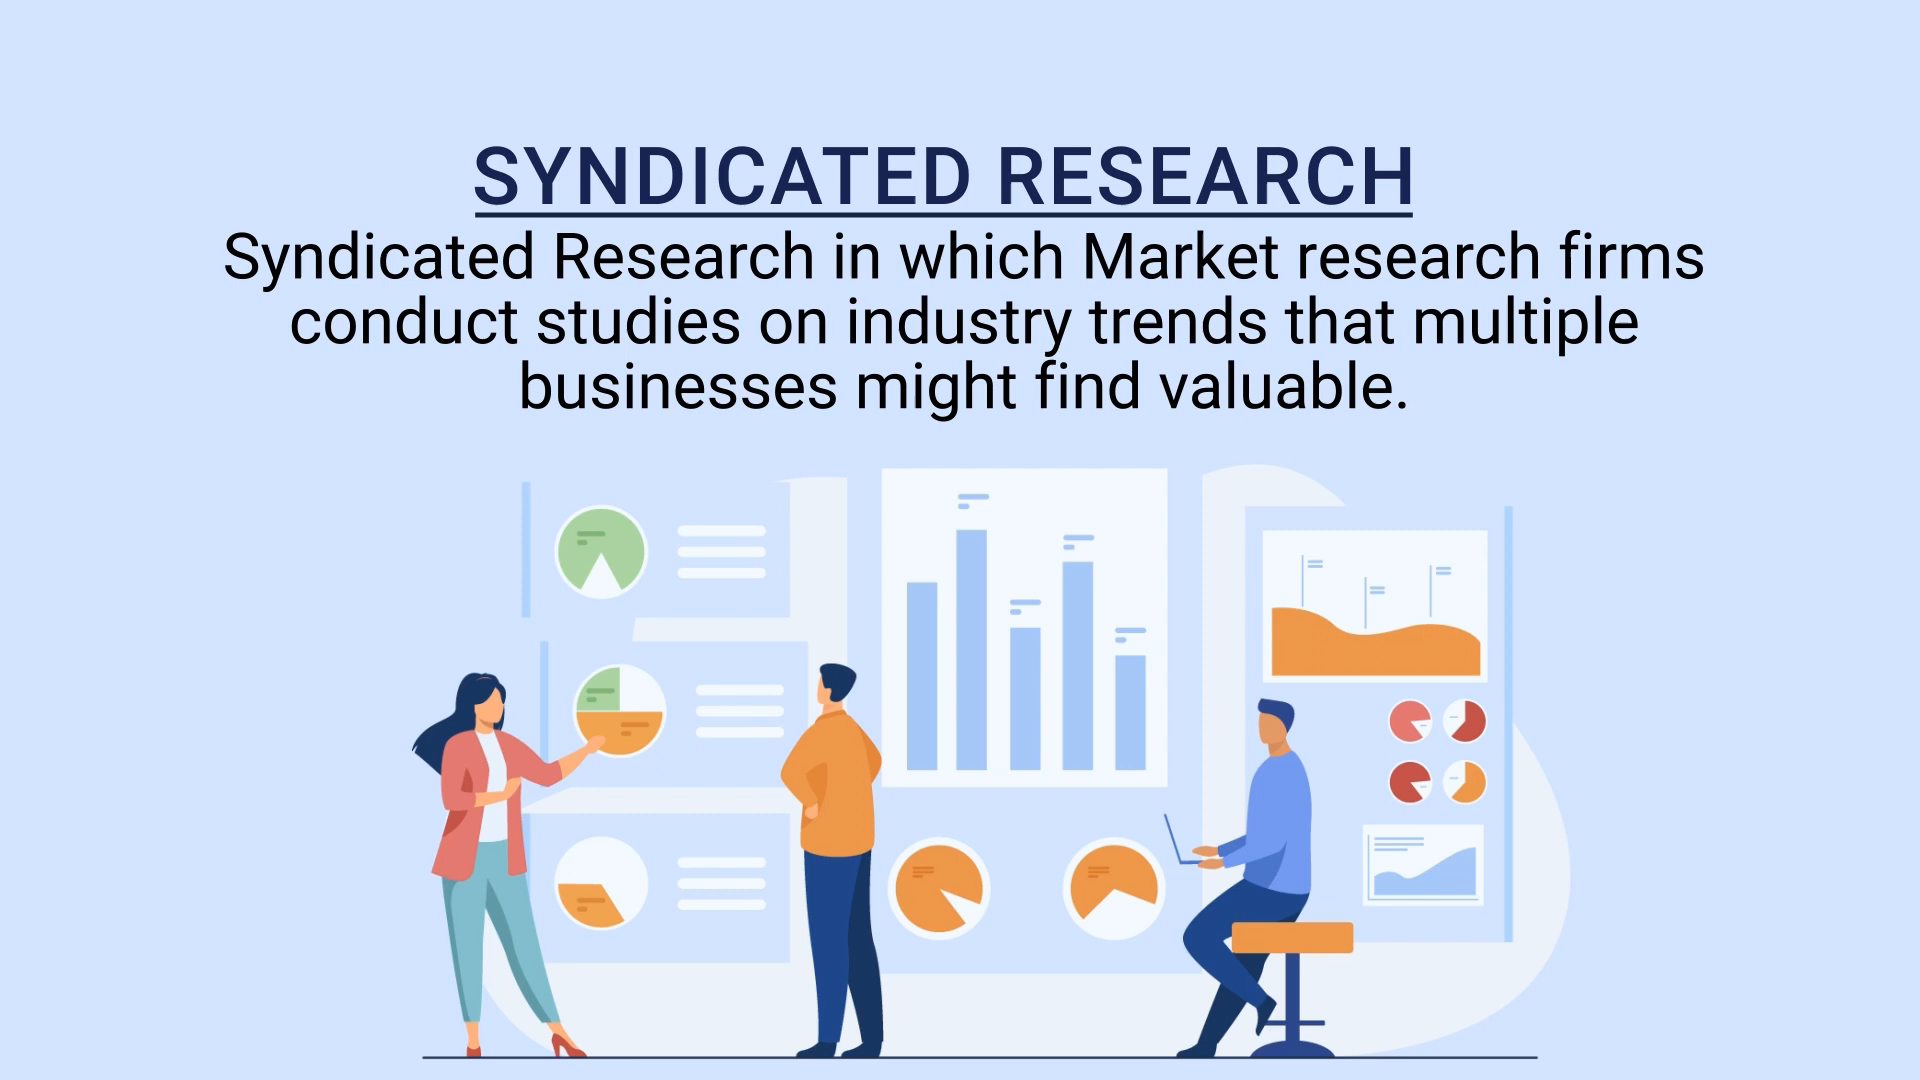 SYNDICATED RESEARCH
Syndicated Research in which Market research firms
conduct studies on industry trends that multiple
businesses might find valuable.